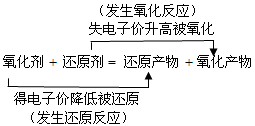 （发生氧化反应）
失电子价升高被氧化
氧化剂 + 还原剂 = 还原产物 + 氧化产物
得电子价降低被还原
（发生还原反应）